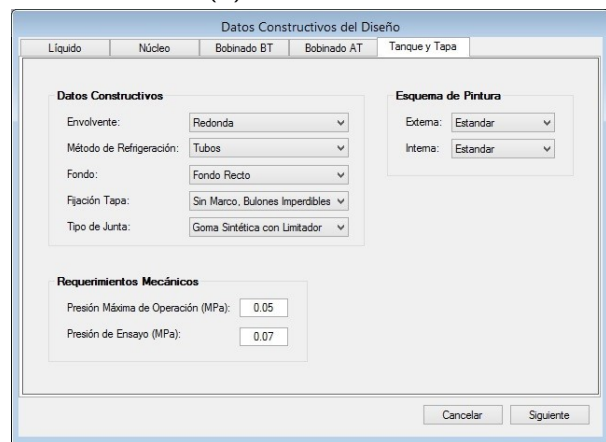 Datos Constructivos del Diseño
Líquido Núcleo Bobinado BT Bobinado AT Tanque y Tapa
Datos Constructivos
Envolvente: Redonda
Método de Refrigeración: Tubos
Fondo: Fondo Recto
Fijación Tapa: Sin Marco, Bulones Imperdibles
Tipo de Junta: Goma Sintética con Limitador
Esquema de Pintura
Externa: Estandar
Interna: Estandar
Requerimientos Mecánicos
Presión Máxima de Operación (MPa): 0.05
Presión de Ensayo (MPa): 0.07
Cancelar Siguiente